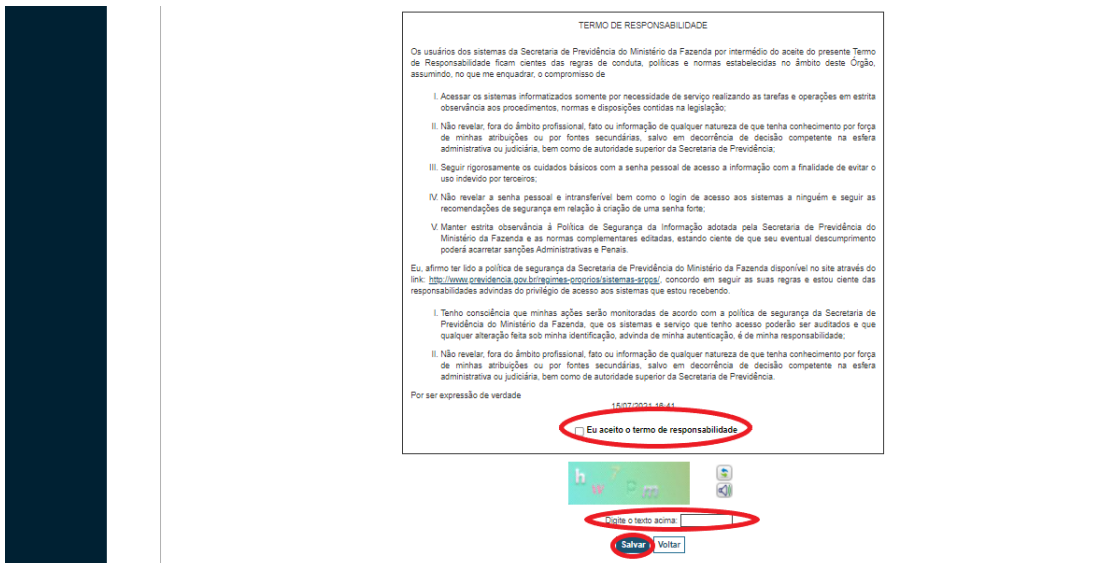 TERMO DE RESPONSABILIDADE
Os usuários dos sistemas da Secretaria de Previdência do Ministério da Fazenda por intermédio do aceite do presente Termo
de Responsabilidade ficam cientes das regras de conduta, políticas e normas estabelecidas no âmbito deste Órgão,
assumindo, no que me enquadrar, o compromisso de
I. Acessar os sistemas informatizados somente por necessidade de serviço realizando as tarefas e operações em estrita
observância aos procedimentos, normas e disposições contidas na legislação;
II. Não revelar, fora do âmbito profissional, fato ou informação de qualquer natureza de que tenha conhecimento por força
de minhas atribuições ou por fontes secundárias, salvo em decorrência de decisão competente na esfera
administrativa ou judiciária, bem como de autoridade superior da Secretaria de Previdência;
III. Seguir rigorosamente os cuidados básicos com a senha pessoal de acesso a informação com a finalidade de evitar o
uso indevido por terceiros;
IV. Não revelar a senha pessoal e intransferível bem como o login de acesso aos sistemas a ninguém e seguir as
recomendações de segurança em relação á criação de uma senha forte;
V. Manter estrita observância á Política de Segurança da Informação adotada pela Secretaria de Previdência do
Ministério da Fazenda e as normas complementares editadas, estando ciente de que seu eventual descumprimento
poderá acarretar sanções Administrativas e Penais.
Eu, afirmo ter lido a política de segurança da Secretaria de Previdência do Ministério da Fazenda disponível no site através do
link: http://www.previdencia.gov.br/regimes-proprios/sistemas-srpps/, concordo em seguir as suas regras e estou ciente das
responsabilidades advindas do privilégio de acesso aos sistemas que estou recebendo.
I. Tenho consciência que minhas ações serão monitoradas de acordo com a política de segurança da Secretaria de
Previdência do Ministério da Fazenda, que os sistemas e serviço que tenho acesso poderão ser auditados e que
qualquer alteração feita sob minha identificação, advinda de minha autenticação, é de minha responsabilidade;
II. Não revelar, fora do âmbito profissional, fato ou informação de qualquer natureza de que tenha conhecimento por força
de minhas atribuições ou por fontes secundárias, salvo em decorrência de decisão competente na esfera
administrativa ou judiciária, bem como de autoridade superior da Secretaria de Previdência.
Por ser expressão de verdade
15/07/2021 16:41
Eu aceito o termo de responsabilidade
h w 7 P m
Digite o texto acima:
Salvar Voltar